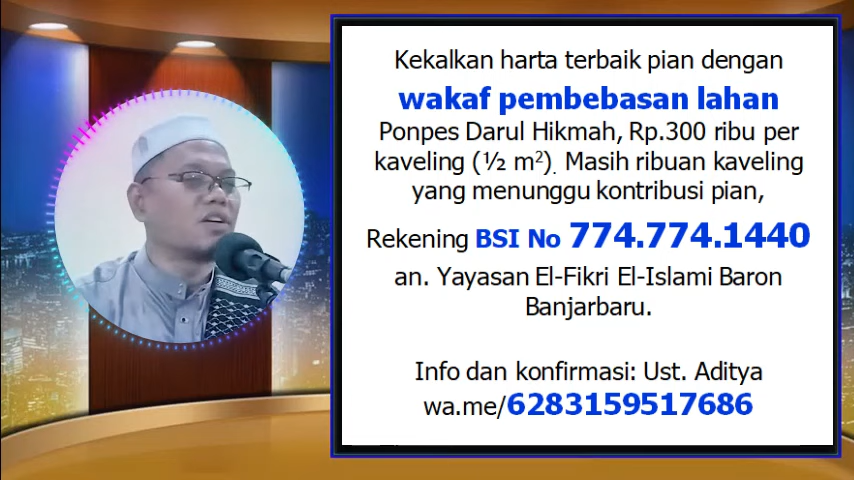 Kekalkan harta terbaik pian dengan
wakaf pembebasan lahan
Ponpes Darul Hikmah, Rp.300 ribu per
kaveling (½ m²). Masih ribuan kaveling
yang menunggu kontribusi pian,
Rekening BSI No 774.774.1440
an. Yayasan El-Fikri El-Islami Baron
Banjarbaru.
Info dan konfirmasi: Ust. Aditya
wa.me/6283159517686